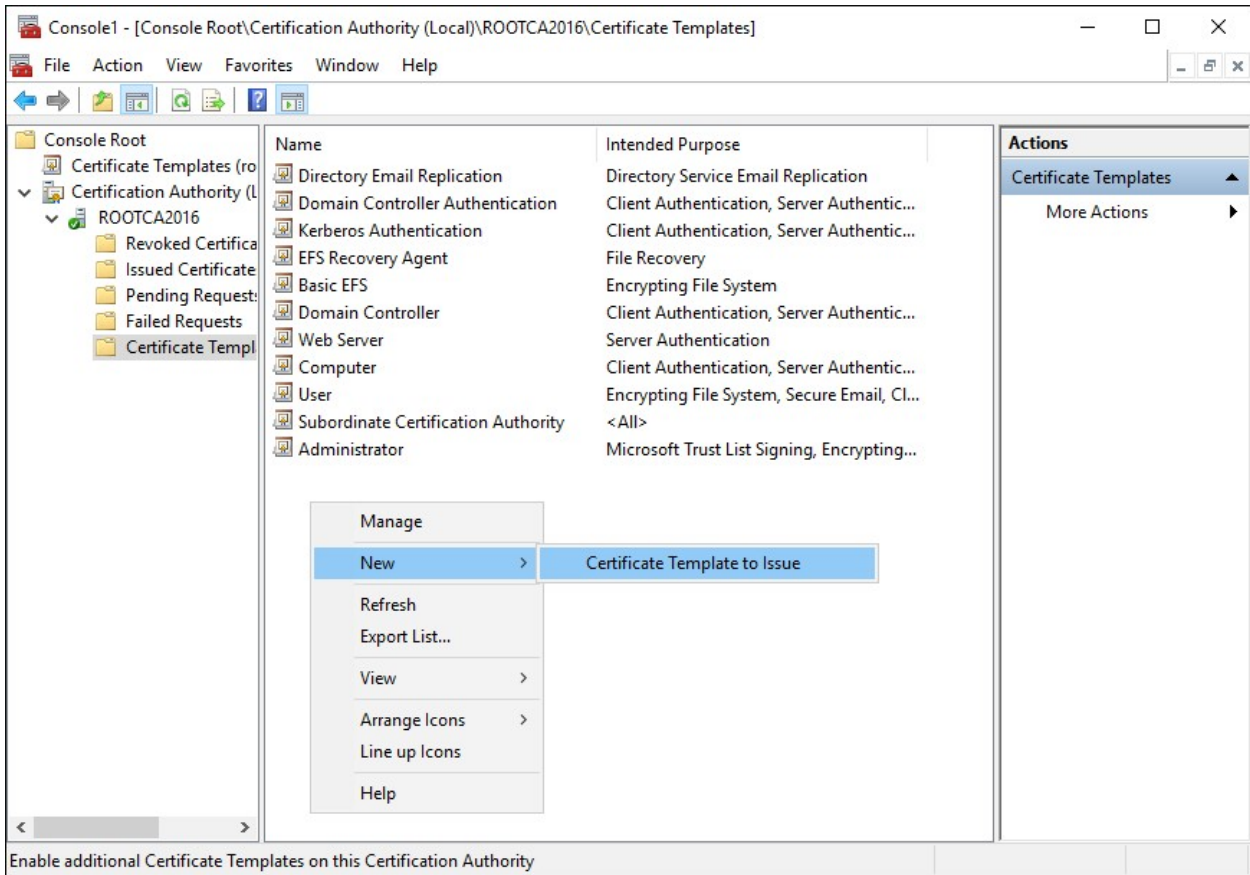 Console1 - [Console Root\Certification Authority (Local)\ROOTCA2016\Certificate Templates]
File Action View Favorites Window Help
Console Root
Certificate Templates (ro
Certification Authority (L
ROOTCA2016
Revoked Certifica
Issued Certificate
Pending Request
Failed Requests
Certificate Templ
Name Intended Purpose
Directory Email Replication Directory Service Email Replication
Domain Controller Authentication Client Authentication, Server Authentic...
Kerberos Authentication Client Authentication, Server Authentic...
EFS Recovery Agent File Recovery
Basic EFS Encrypting File System
Domain Controller Client Authentication, Server Authentic...
Web Server Server Authentication
Computer Client Authentication, Server Authentic...
User Encrypting File System, Secure Email, Cl...
Subordinate Certification Authority <All>
Administrator Microsoft Trust List Signing, Encrypting...
Manage
New
Certificate Template to Issue
Refresh
Export List...
View
Arrange Icons
Line up Icons
Help
Actions
Certificate Templates
More Actions
Enable additional Certificate Templates on this Certification Authority